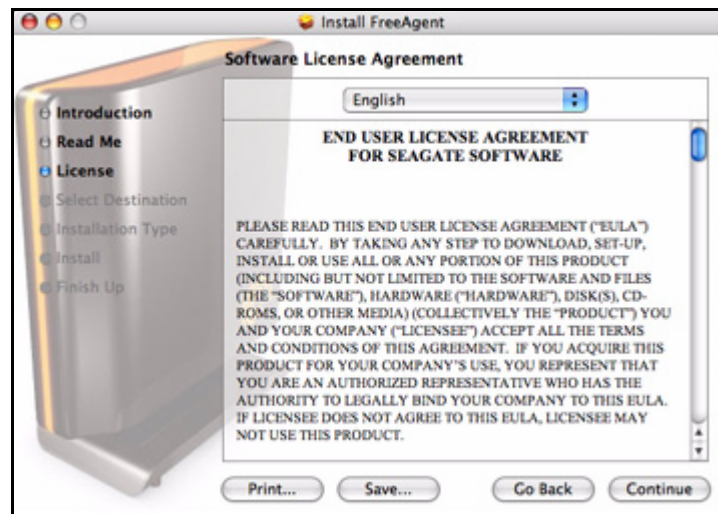 Install FreeAgent
Software License Agreement
Introduction
Read Me
License
Select Destination
Installation Type
Install
Finish Up
English
END USER LICENSE AGREEMENT
FOR SEAGATE SOFTWARE
PLEASE READ THIS END USER LICENSE AGREEMENT ("EULA")
CAREFULLY. BY TAKING ANY STEP TO DOWNLOAD, SET-UP,
INSTALL OR USE ALL OR ANY PORTION OF THIS PRODUCT
(INCLUDING BUT NOT LIMITED TO THE SOFTWARE AND FILES
(THE "SOFTWARE"), HARDWARE ("HARDWARE"), DISK(S), CD-
ROMS, OR OTHER MEDIA) (COLLECTIVELY THE "PRODUCT") YOU
AND YOUR COMPANY ("LICENSEE") ACCEPT ALL THE TERMS
AND CONDITIONS OF THIS AGREEMENT. IF YOU ACQUIRE THIS
PRODUCT FOR YOUR COMPANY'S USE, YOU REPRESENT THAT
YOU ARE AN AUTHORIZED REPRESENTATIVE WHO HAS THE
AUTHORITY TO LEGALLY BIND YOUR COMPANY TO THIS EULA.
IF LICENSEE DOES NOT AGREE TO THIS EULA, LICENSEE MAY
NOT USE THIS PRODUCT.
Print...
Save...
Go Back
Continue